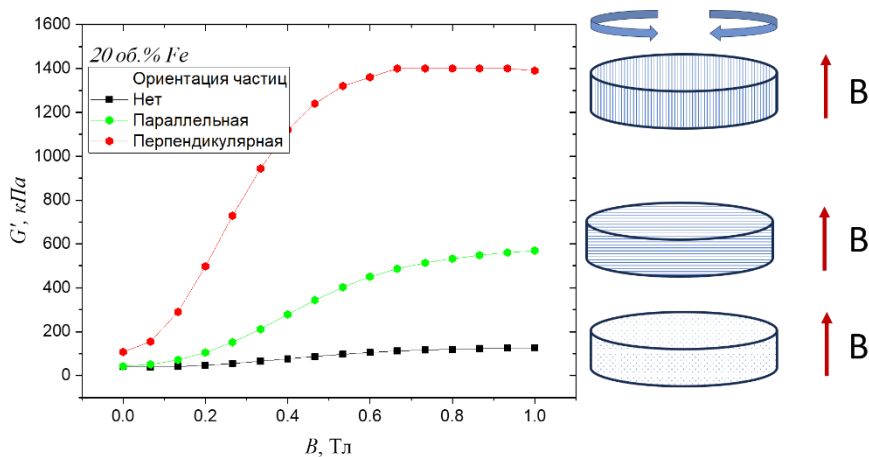 20 об.% Fe
Ориентация частиц
Нет
Параллельная
Перпендикулярная
G', кПа
1400
1200
1000
800
600
400
200
0
0.0 0.2 0.4 0.6 0.8 1.0
B, Тл
B
B
B